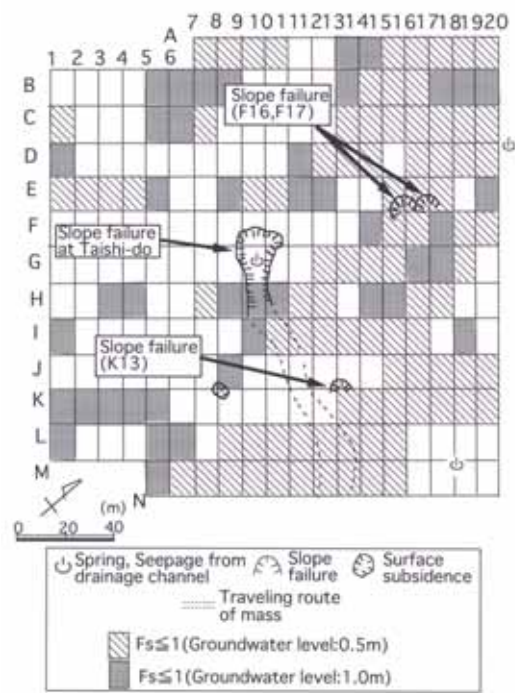 A
1 2 3 4 5 6 7 8 9 10 11 12 13 14 15 16 17 18 19 20
B
Slope failure
(F16,F17)
C
D
E
F
Slope failure
at Taishi-do
G
H
I
Slope failure
(K13)
J
K
L
M
N
(m)
0 20 40
Spring, Seepage from
drainage channel
Slope
failure
Surface
subsidence
Traveling route
of mass
Fs≦1(Groundwater level:0.5m)
Fs≦1(Groundwater level:1.0m)